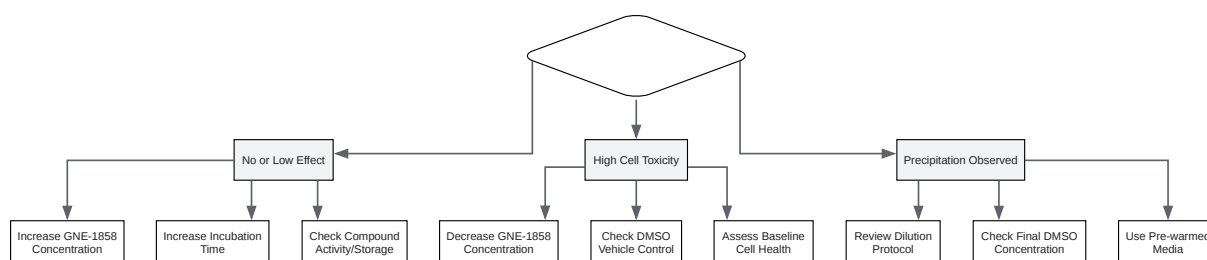 No or Low Effect
High Cell Toxicity
Precipitation Observed
Increase GNE-1858
Concentration
Increase Incubation
Time
Check Compound
Activity/Storage
Decrease GNE-1858
Concentration
Check DMSO
Vehicle Control
Assess Baseline
Cell Health
Review Dilution
Protocol
Check Final DMSO
Concentration
Use Pre-warmed
Media